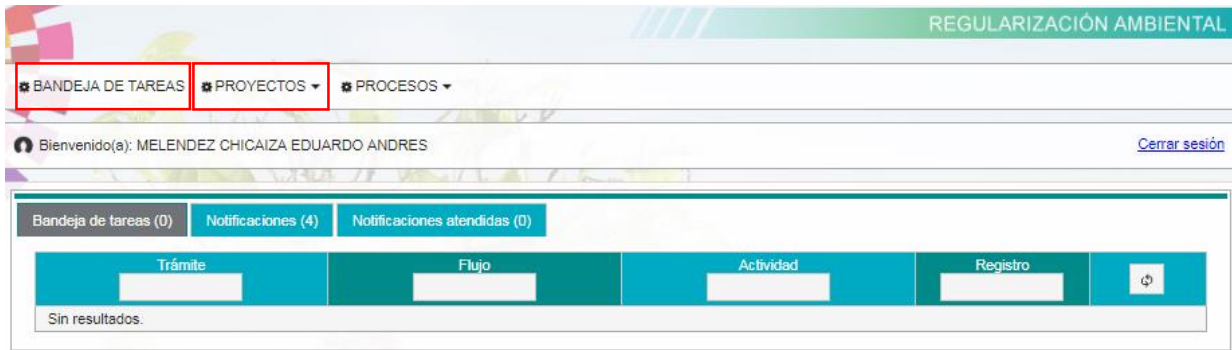 REGULARIZACIÓN AMBIENTAL
BANDEJA DE TAREAS PROYECTOS PROCESOS
Bienvenido(a): MELENDEZ CHICAIZA EDUARDO ANDRES Cerrar sesión
Bandeja de tareas (0) Notificaciones (4) Notificaciones atendidas (0)
Trámite Flujo Actividad Registro
Sin resultados.